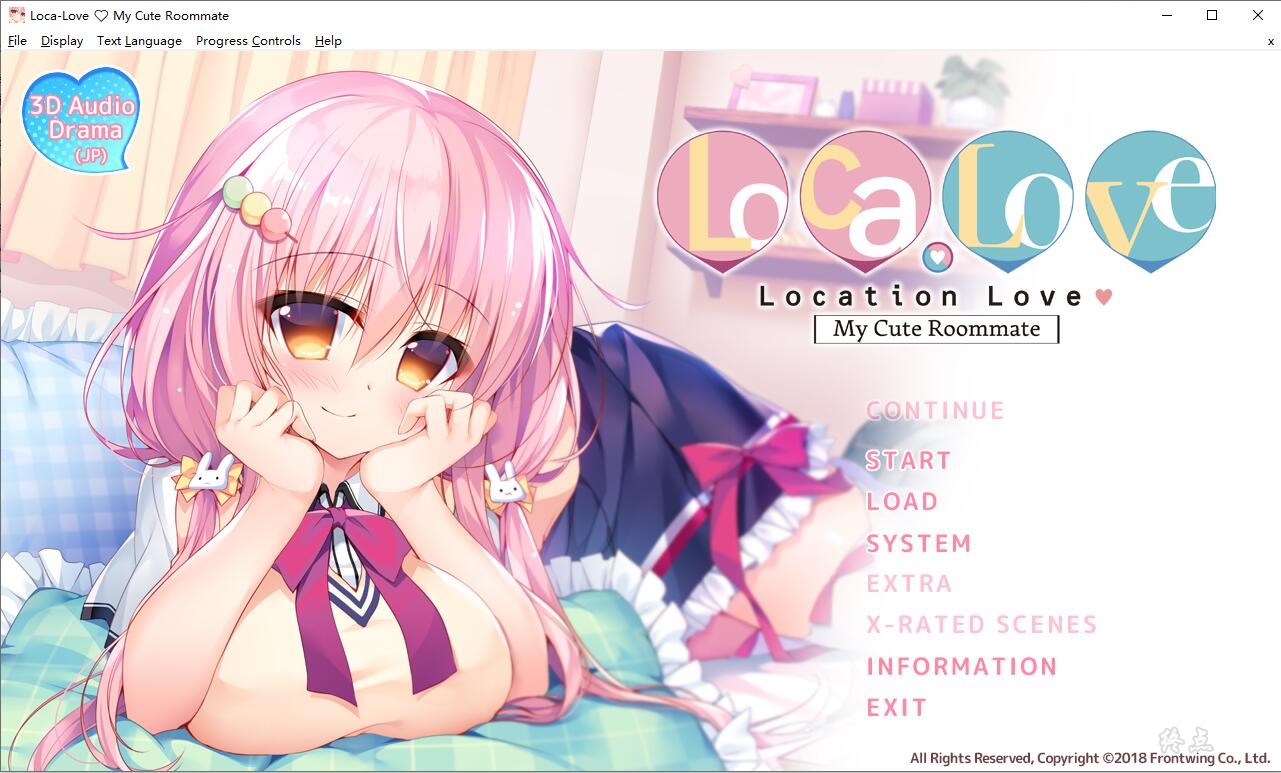 Loca-Love ♡ My Cute Roommate
File Display Text Language Progress Controls Help x
3D Audio
Drama
(JP)
Loca Love
Location Love ♥
My Cute Roommate
CONTINUE
START
LOAD
SYSTEM
EXTRA
X-RATED SCENES
INFORMATION
EXIT
终点
All Rights Reserved, Copyright ©2018 Frontwing Co., Ltd.